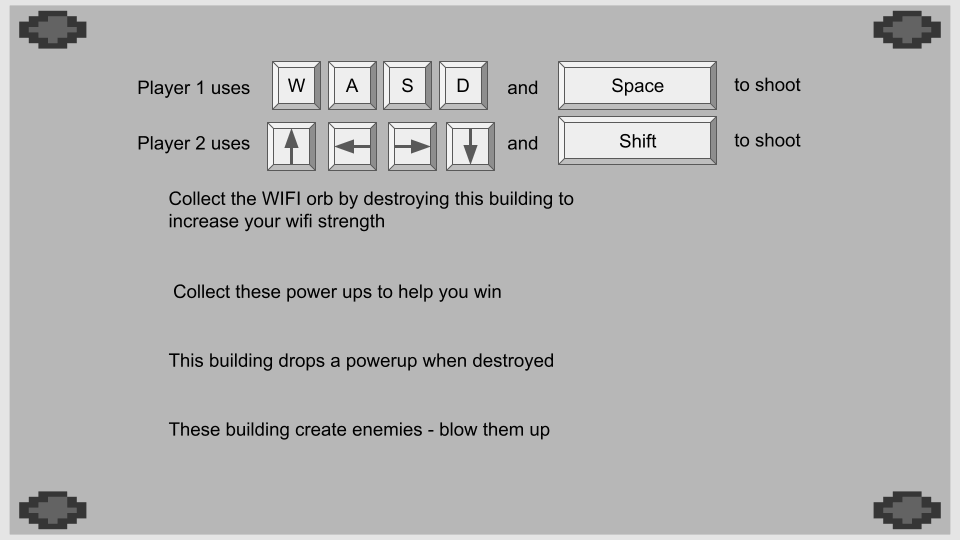 Player 1 uses W A S D and Space to shoot
Player 2 uses and Shift to shoot
Collect the WIFI orb by destroying this building to
increase your wifi strength
Collect these power ups to help you win
This building drops a powerup when destroyed
These building create enemies - blow them up